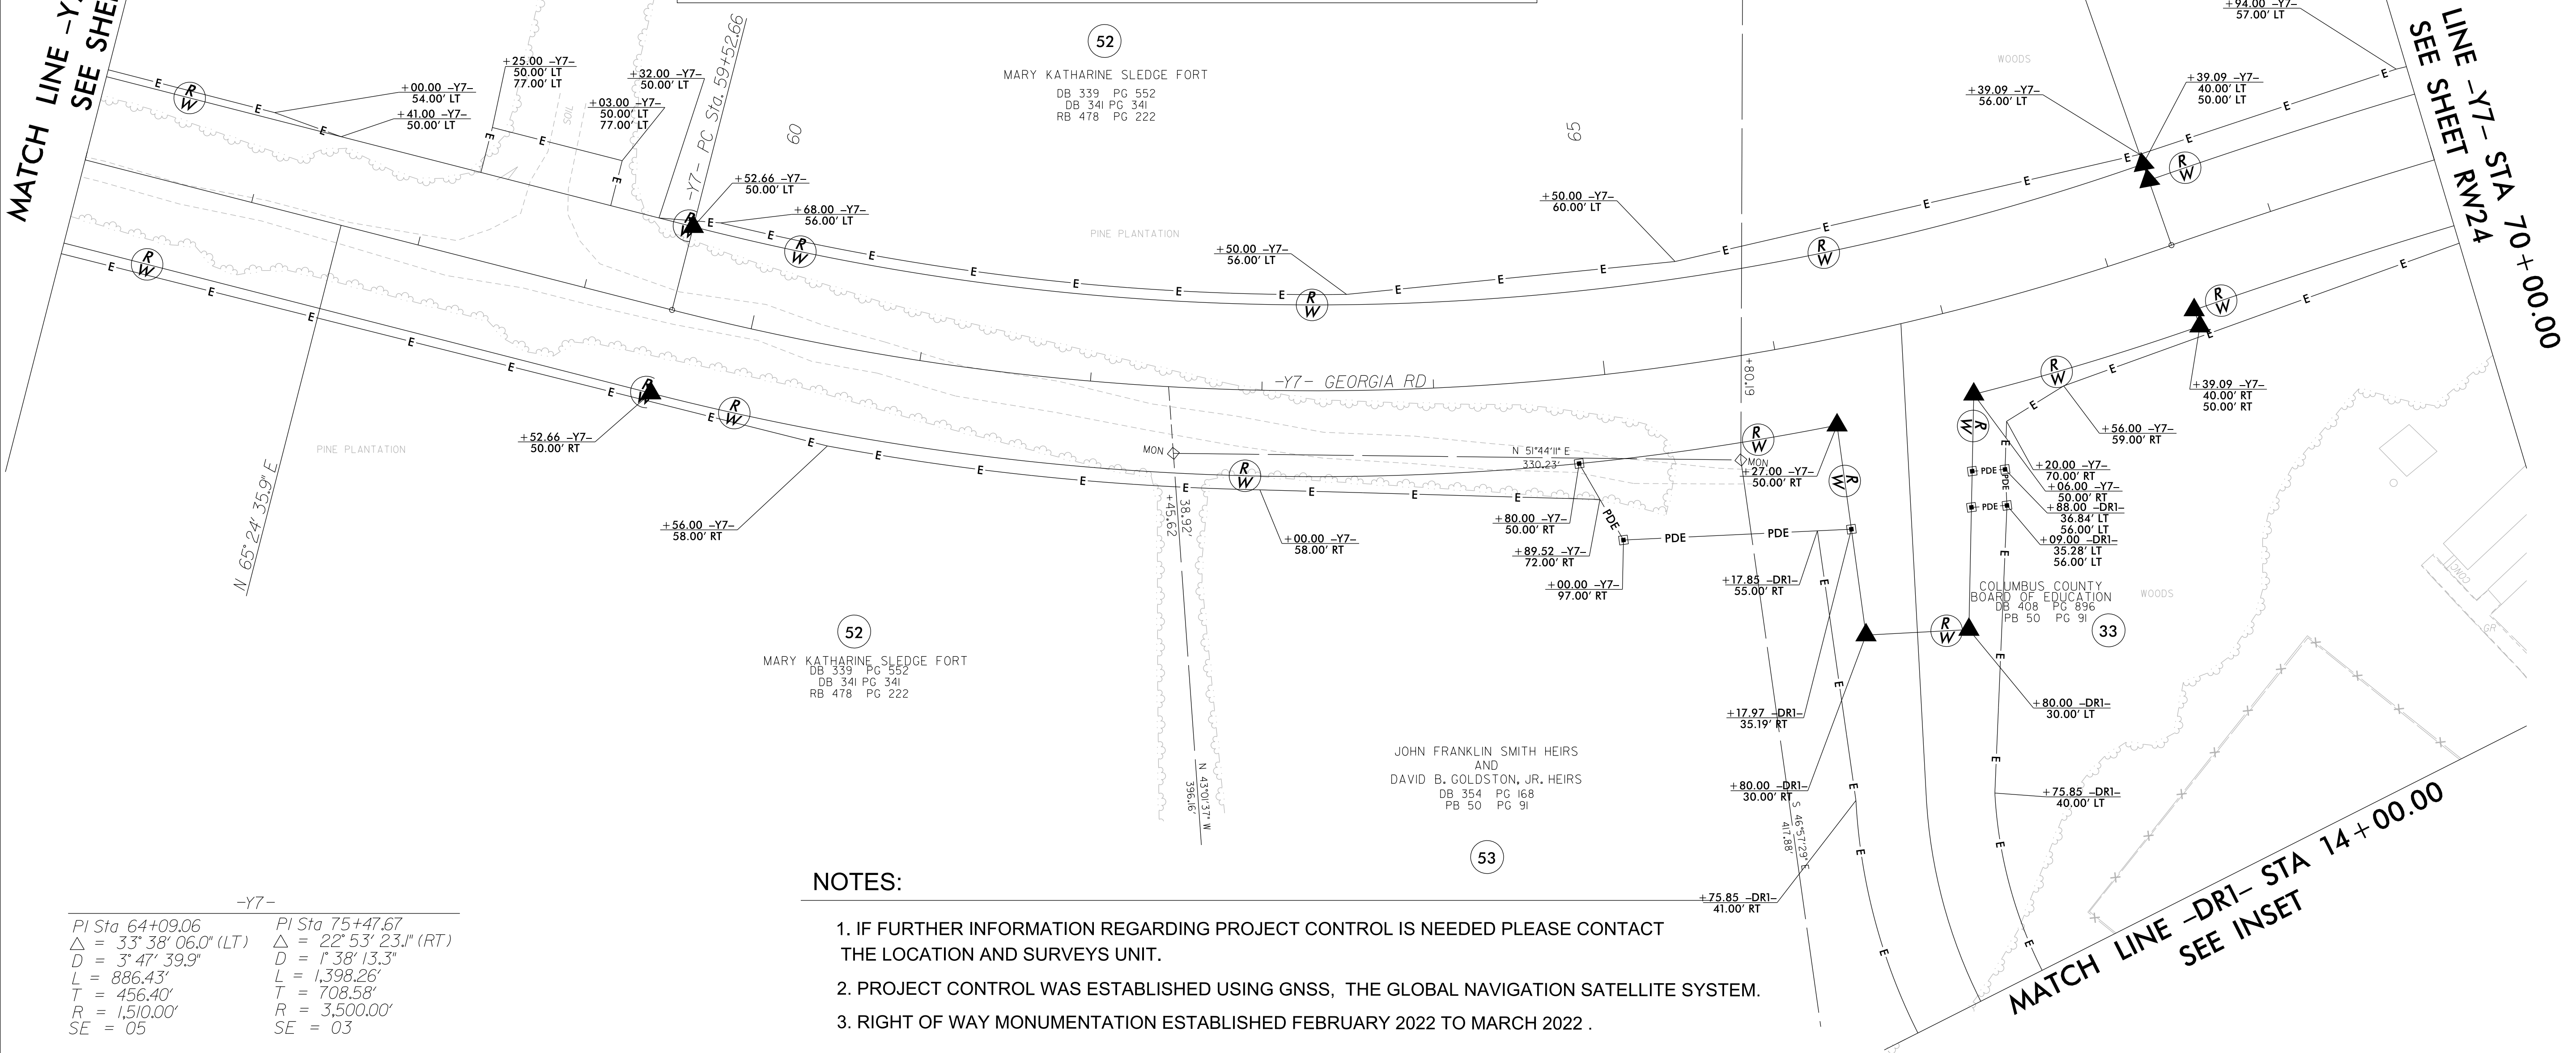 MATCH LINE -Y7-
SEE SHEET
+25.00 -Y7-
50.00' LT
77.00' LT
+00.00 -Y7-
54.00' LT
+41.00 -Y7-
50.00' LT
+32.00 -Y7-
50.00' LT
+03.00 -Y7-
50.00' LT
77.00' LT
SOIL
-Y7- PC Sta. 59+52.66
60
52
MARY KATHARINE SLEDGE FORT
DB 339 PG 552
DB 341 PG 341
RB 478 PG 222
65
WOODS
+94.00 -Y7-
57.00' LT
+39.09 -Y7-
56.00' LT
+39.09 -Y7-
40.00' LT
50.00' LT
LINE -Y7- STA 70+00.00
SEE SHEET RW24
+52.66 -Y7-
50.00' LT
+68.00 -Y7-
56.00' LT
PINE PLANTATION
+50.00 -Y7-
56.00' LT
+50.00 -Y7-
60.00' LT
-Y7- GEORGIA RD
+80.19
PINE PLANTATION
+52.66 -Y7-
50.00' RT
N 65° 24' 35.9" E
+56.00 -Y7-
58.00' RT
MON
N 51°44'11" E
330.23'
MON
38.92'
+45.62
+00.00 -Y7-
58.00' RT
+80.00 -Y7-
50.00' RT
+89.52 -Y7-
72.00' RT
+00.00 -Y7-
97.00' RT
PDE
PDE
PDE
+27.00 -Y7-
50.00' RT
+17.85 -DR1-
55.00' RT
+39.09 -Y7-
40.00' RT
50.00' RT
+56.00 -Y7-
59.00' RT
+20.00 -Y7-
70.00' RT
+06.00 -Y7-
50.00' RT
+88.00 -DR1-
36.84' LT
56.00' LT
+09.00 -DR1-
35.28' LT
56.00' LT
PDE
PDE
PDE
COLUMBUS COUNTY
BOARD OF EDUCATION
DB 408 PG 896
PB 50 PG 91
33
WOODS
CONC
GR
52
MARY KATHARINE SLEDGE FORT
DB 339 PG 552
DB 341 PG 341
RB 478 PG 222
N 43°01'37" W
396.16'
+17.97 -DR1-
35.19' RT
+80.00 -DR1-
30.00' LT
JOHN FRANKLIN SMITH HEIRS
AND
DAVID B. GOLDSTON, JR. HEIRS
DB 354 PG 168
PB 50 PG 91
53
+80.00 -DR1-
30.00' RT
S 46°57'29" E
417.88'
+75.85 -DR1-
40.00' LT
+75.85 -DR1-
41.00' RT
MATCH LINE -DR1- STA 14+00.00
SEE INSET
-Y7-
PI Sta 64+09.06
△ = 33° 38' 06.0" (LT)
D = 3° 47' 39.9"
L = 886.43'
T = 456.40'
R = 1,510.00'
SE = 05
PI Sta 75+47.67
△ = 22° 53' 23.1" (RT)
D = 1° 38' 13.3"
L = 1,398.26'
T = 708.58'
R = 3,500.00'
SE = 03
NOTES:
1. IF FURTHER INFORMATION REGARDING PROJECT CONTROL IS NEEDED PLEASE CONTACT
THE LOCATION AND SURVEYS UNIT.
2. PROJECT CONTROL WAS ESTABLISHED USING GNSS, THE GLOBAL NAVIGATION SATELLITE SYSTEM.
3. RIGHT OF WAY MONUMENTATION ESTABLISHED FEBRUARY 2022 TO MARCH 2022 .